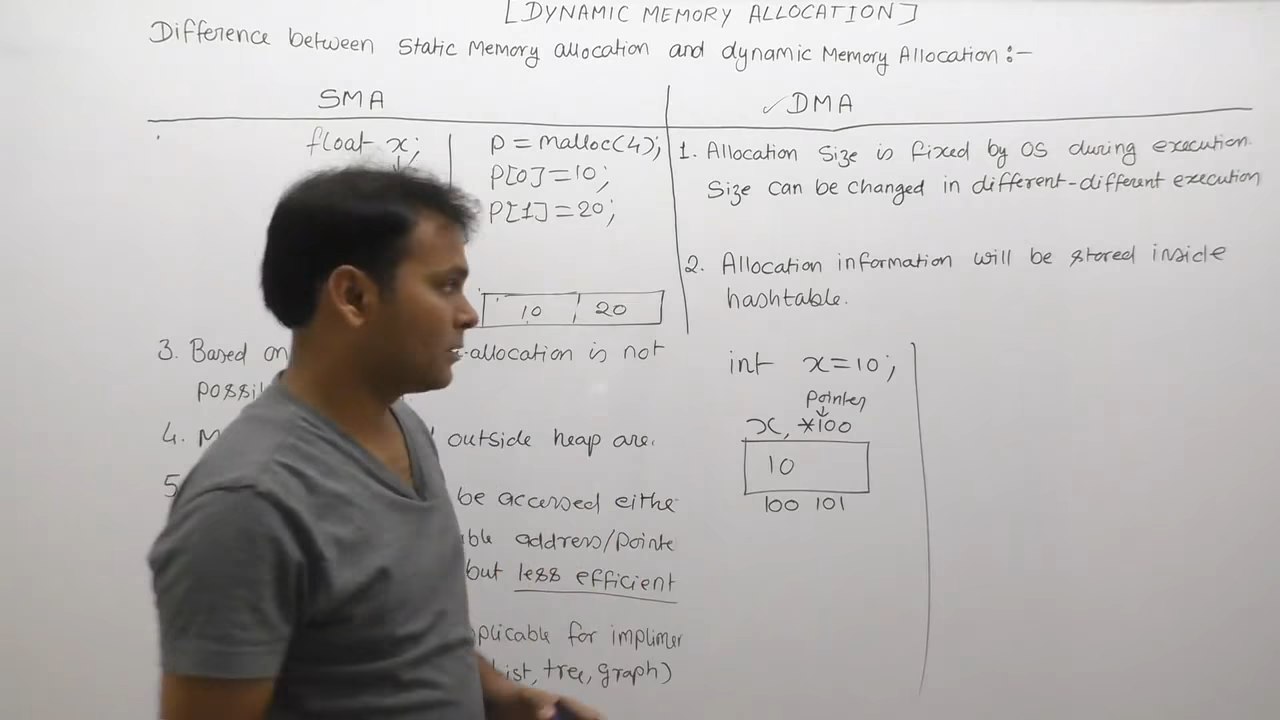 [DYNAMIC MEMORY ALLOCATION]
Difference between Static Memory allocation and dynamic Memory Allocation :-
SMA
float x;
p = malloc(4);
p[0]=10;
p[1]=20;
10 20
3. Based on allocation is not
4. outside heap are.
5 be accessed eithe
address/pointe
but less efficient
for implimer
tree, graph)
DMA
1. Allocation Size is fixed by OS during execution.
Size can be changed in different-different execution
2. Allocation information will be stored inside
hashtable.
int x=10;
pointer
x, *100
10
100 101